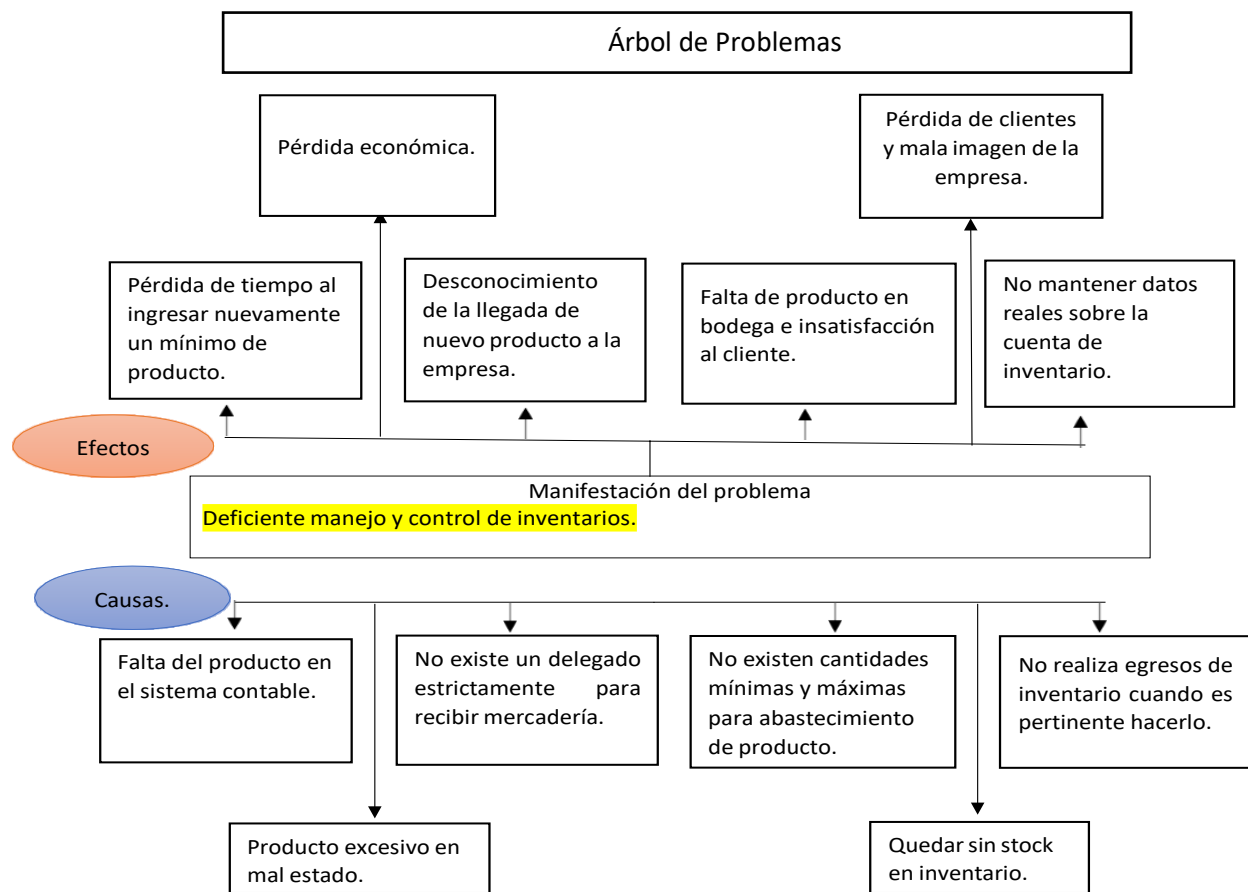 Árbol de Problemas
Pérdida económica.
Pérdida de clientes
y mala imagen de la
empresa.
Pérdida de tiempo al
ingresar nuevamente
un mínimo de
producto.
Desconocimiento
de la llegada de
nuevo producto a la
empresa.
Falta de producto en
bodega e insatisfacción
al cliente.
No mantener datos
reales sobre la
cuenta de
inventario.
Efectos
Manifestación del problema
Deficiente manejo y control de inventarios.
Causas.
Falta del producto en
el sistema contable.
No existe un delegado
estrictamente para
recibir mercadería.
No existen cantidades
mínimas y máximas
para abastecimiento
de producto.
No realiza egresos de
inventario cuando es
pertinente hacerlo.
Producto excesivo en
mal estado.
Quedar sin stock
en inventario.